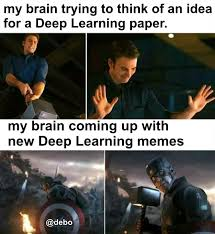 my brain trying to think of an idea
for a Deep Learning paper.
my brain coming up with
new Deep Learning memes
@debo